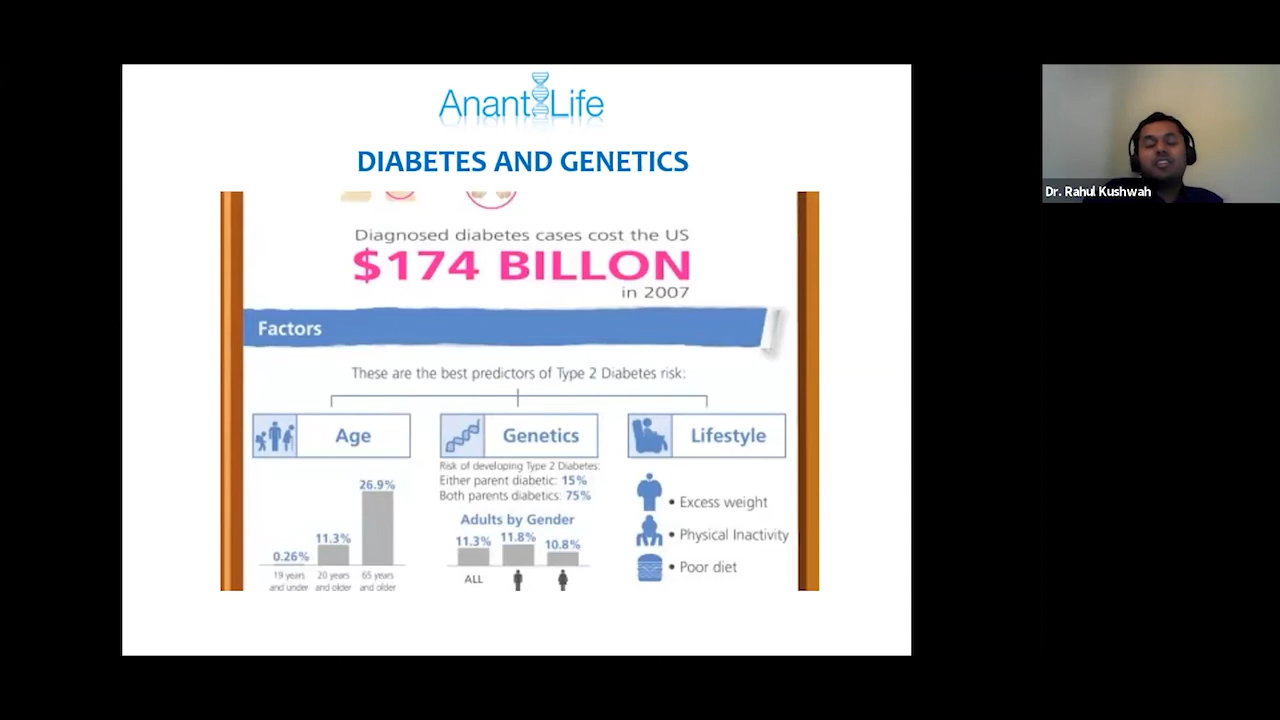 Anant Life
DIABETES AND GENETICS
Diagnosed diabetes cases cost the US
$174 BILLON
in 2007
Factors
These are the best predictors of Type 2 Diabetes risk:
Age
26.9%
11.3%
0.26%
19 years
and under
20 years
and older
65 years
and older
Genetics
Risk of developing Type 2 Diabetes:
Either parent diabetic: 15%
Both parents diabetics: 75%
Adults by Gender
11.3% 11.8% 10.8%
ALL
Lifestyle
• Excess weight
• Physical Inactivity
• Poor diet
Dr. Rahul Kushwah